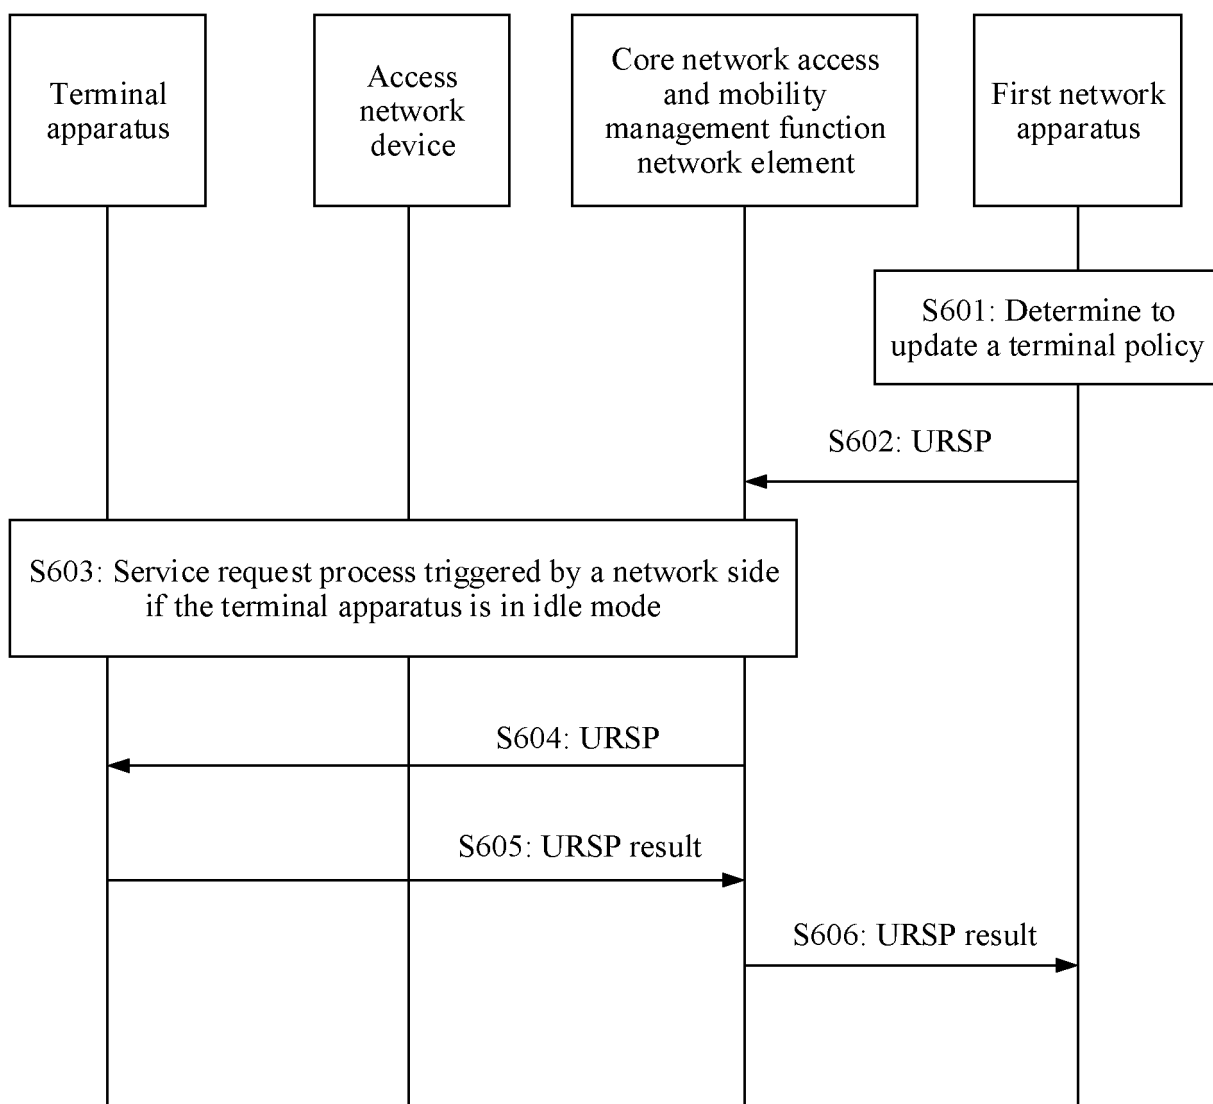 Terminal
apparatus
Access
network
device
Core network access
and mobility
management function
network element
First network
apparatus
S601: Determine to
update a terminal policy
S602: URSP
S603: Service request process triggered by a network side
if the terminal apparatus is in idle mode
S604: URSP
S605: URSP result
S606: URSP result